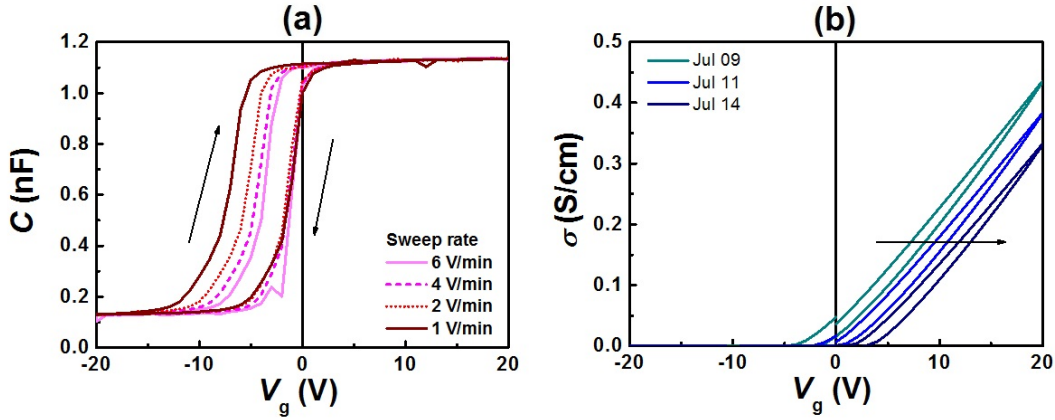 (a)
1.2
1.0
0.8
0.6
0.4
0.2
0.0
C (nF)
-20 -10 0 10 20
Vg (V)
Sweep rate
6 V/min
4 V/min
2 V/min
1 V/min
(b)
0.5
0.4
0.3
0.2
0.1
0.0
σ (S/cm)
-20 -10 0 10 20
Vg (V)
Jul 09
Jul 11
Jul 14